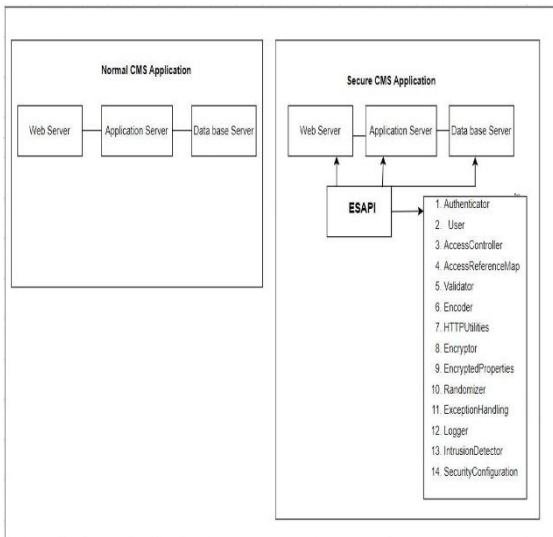 Normal CMS Application
Web Server
Application Server
Data base Server
Secure CMS Application
Web Server
Application Server
Data base Server
ESAPI
1. Authenticator
2. User
3. AccessController
4. AccessReferenceMap
5. Validator
6. Encoder
7. HTTPUtilities
8. Encryptor
9. EncryptedProperties
10. Randomizer
11. ExceptionHandling
12. Logger
13. IntrusionDetector
14. SecurityConfiguration